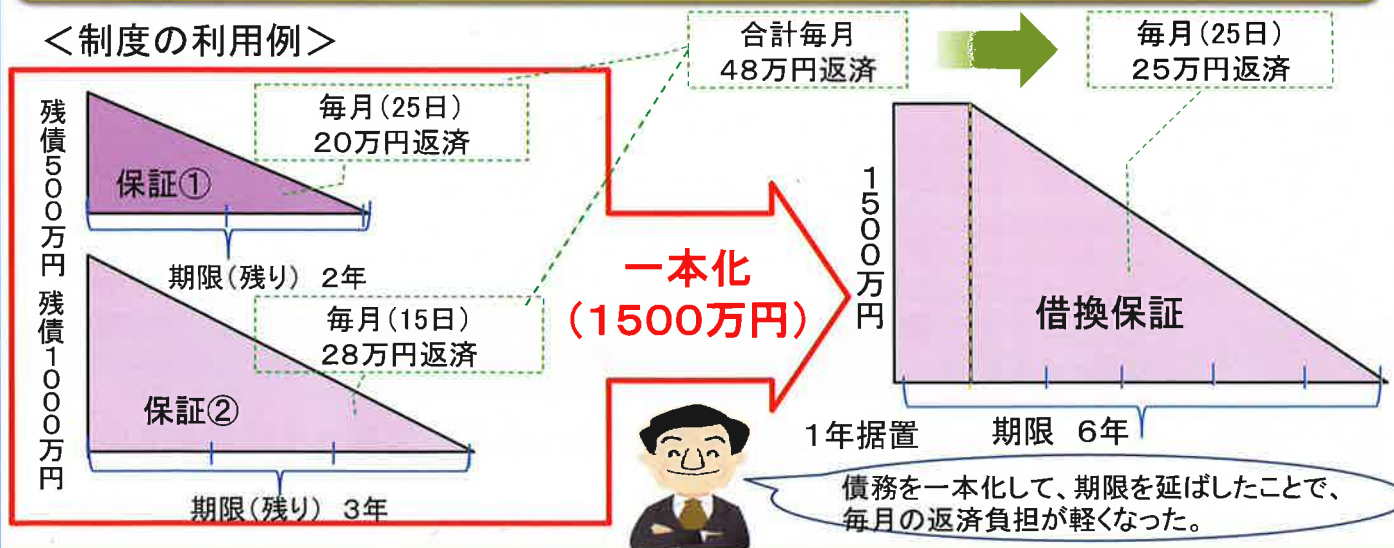 ＜制度の利用例＞
合計毎月
48万円返済
毎月(25日)
25万円返済
残債500万円
毎月(25日)
20万円返済
保証①
期限(残り) 2年
残債1000万円
毎月(15日)
28万円返済
保証②
期限(残り) 3年
一本化
(1500万円)
1500万円
借換保証
1年据置
期限 6年
債務を一本化して、期限を延ばしたことで、
毎月の返済負担が軽くなった。